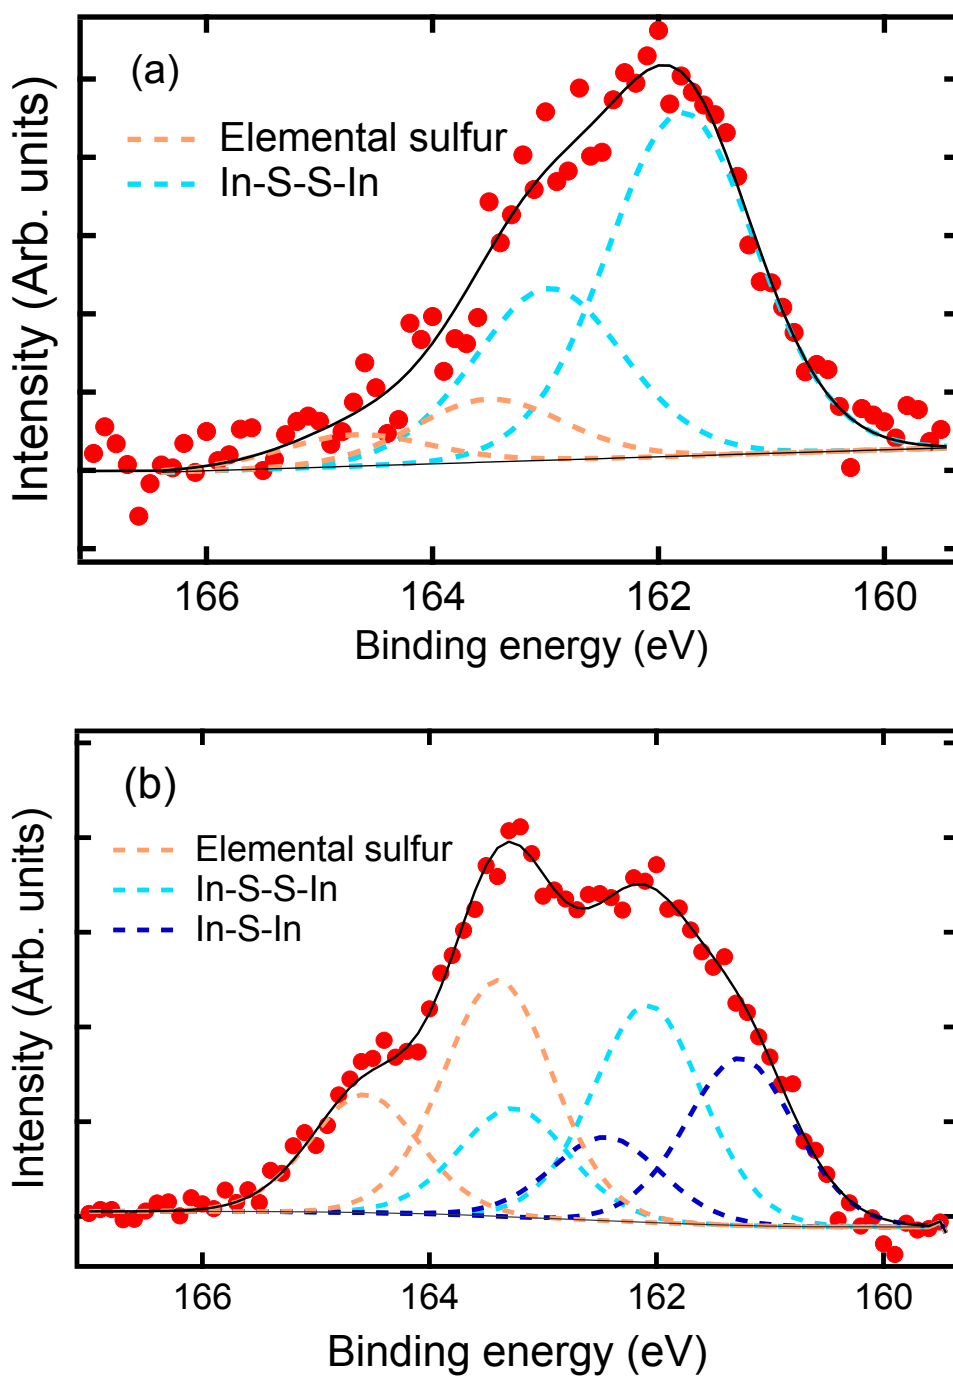 (a)
Elemental sulfur
In-S-S-In
Intensity (Arb. units)
166 164 162 160
Binding energy (eV)
(b)
Elemental sulfur
In-S-S-In
In-S-In
Intensity (Arb. units)
166 164 162 160
Binding energy (eV)